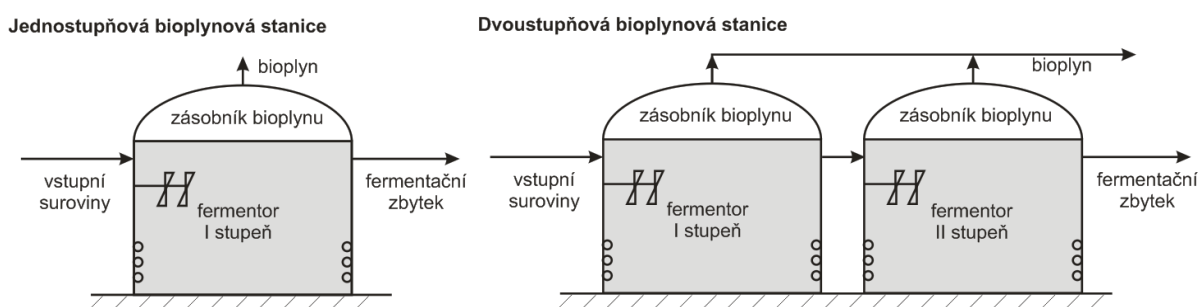 Jednostupňová bioplynová stanice
bioplyn
zásobník bioplynu
vstupní
suroviny
fermentor
I stupeň
fermentační
zbytek
Dvoustupňová bioplynová stanice
bioplyn
zásobník bioplynu
zásobník bioplynu
vstupní
suroviny
fermentor
I stupeň
fermentor
II stupeň
fermentační
zbytek